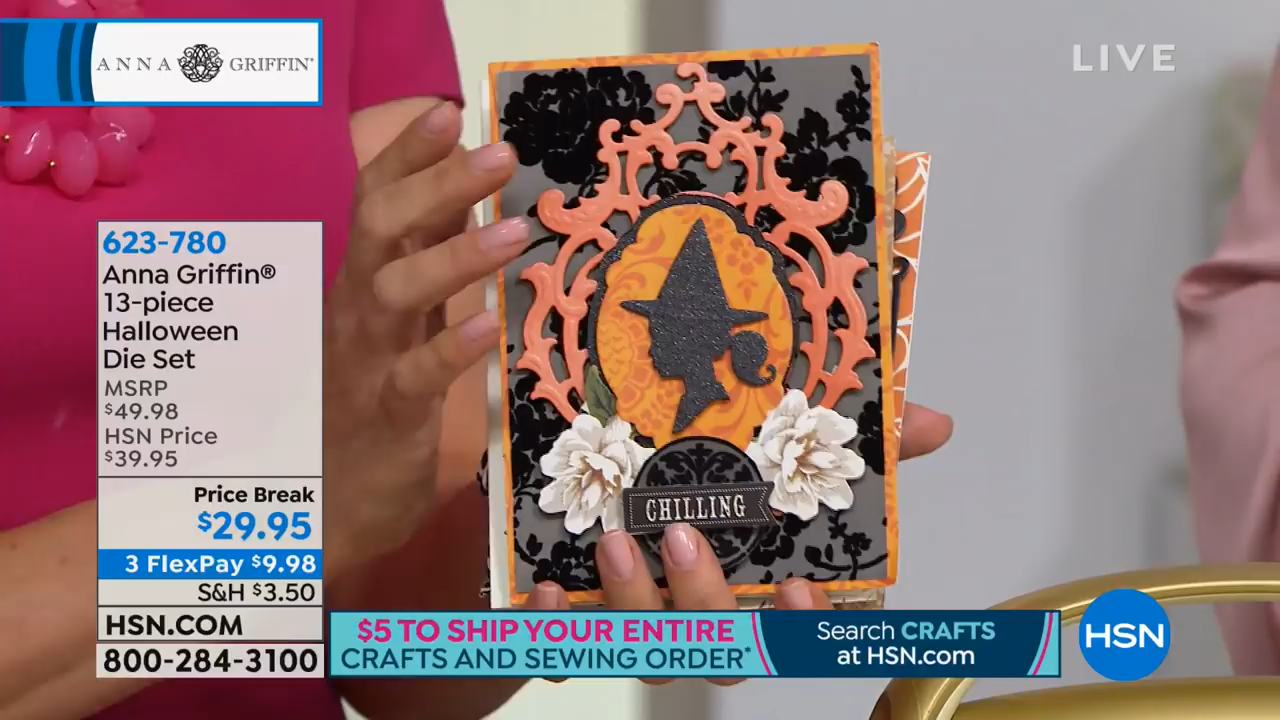 ANNA GRIFFIN®
LIVE
623-780
Anna Griffin®
13-piece
Halloween
Die Set
MSRP
$49.98
HSN Price
$39.95
Price Break
$29.95
3 FlexPay $9.98
S&H $3.50
HSN.COM
800-284-3100
CHILLING
$5 TO SHIP YOUR ENTIRE
CRAFTS AND SEWING ORDER*
Search CRAFTS
at HSN.com
HSN